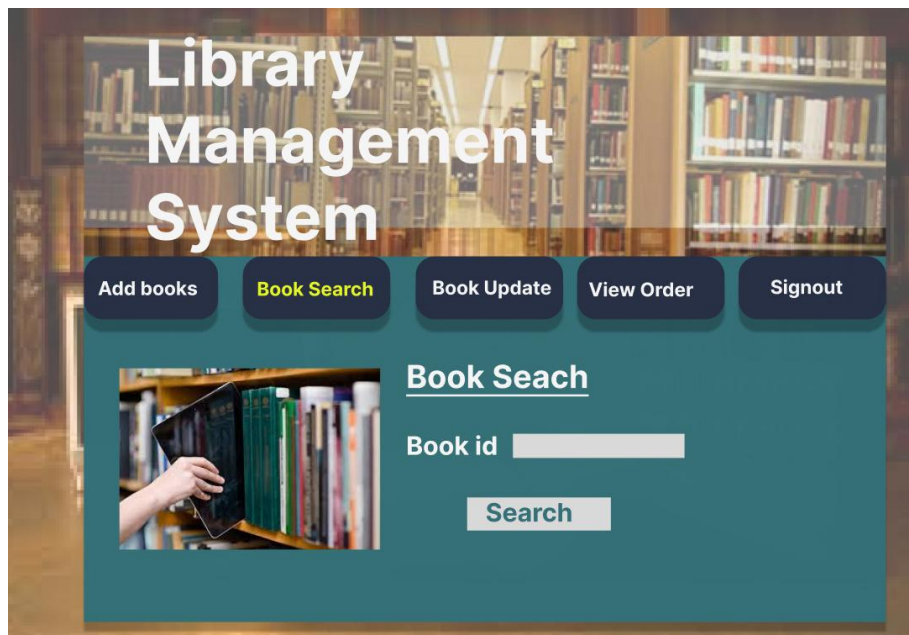 Library
Management
System
Add books
Book Search
Book Update
View Order
Signout
Book Seach
Book id
Search